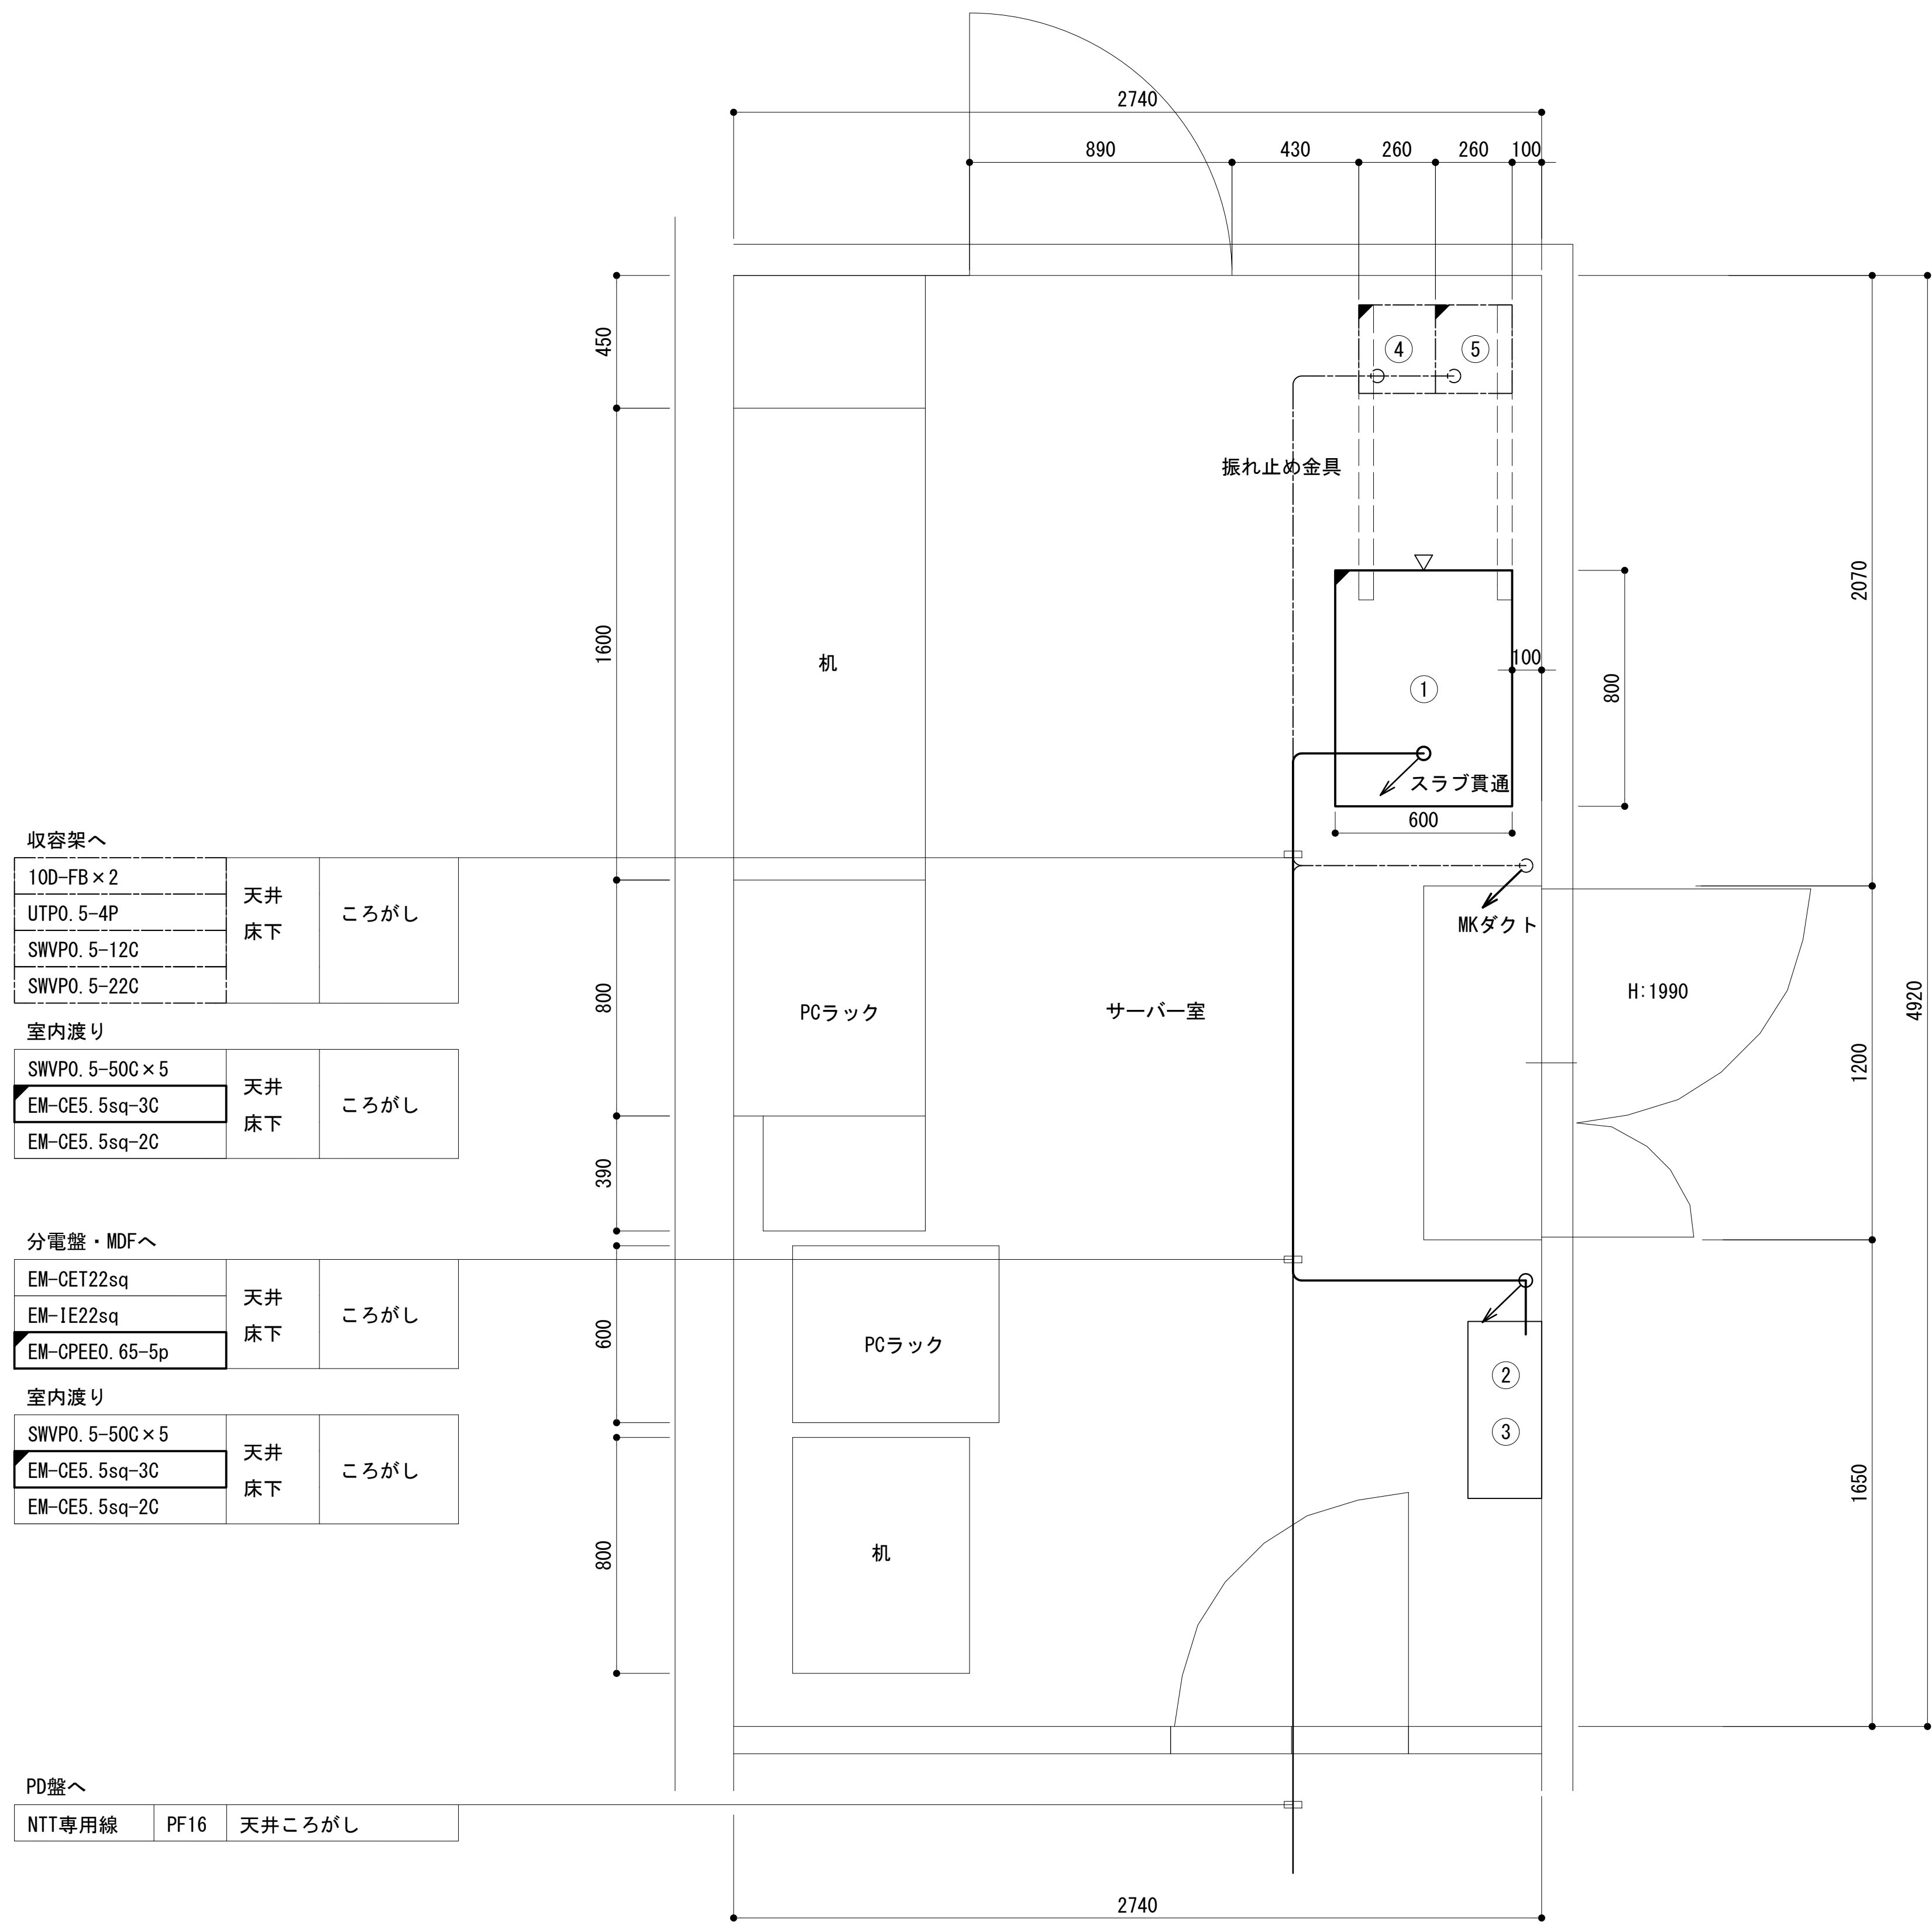 2740
890 430 260 260 100
450
④ ⑤
振れ止め金具
2070
1600
机
100
①
800
スラブ貫通
600
収容架へ
10D-FB×2
UTP0.5-4P
SWVP0.5-12C
SWVP0.5-22C
天井
床下
ころがし
MKダクト
800
PCラック
サーバー室
H:1990
4920
室内渡り
SWVP0.5-50C×5
EM-CE5.5sq-3C
EM-CE5.5sq-2C
天井
床下
ころがし
1200
390
分電盤・MDFへ
EM-CET22sq
EM-IE22sq
EM-CPEE0.65-5p
天井
床下
ころがし
600
PCラック
②
③
室内渡り
SWVP0.5-50C×5
EM-CE5.5sq-3C
EM-CE5.5sq-2C
天井
床下
ころがし
1650
800
机
PD盤へ
NTT専用線 PF16 天井ころがし
2740